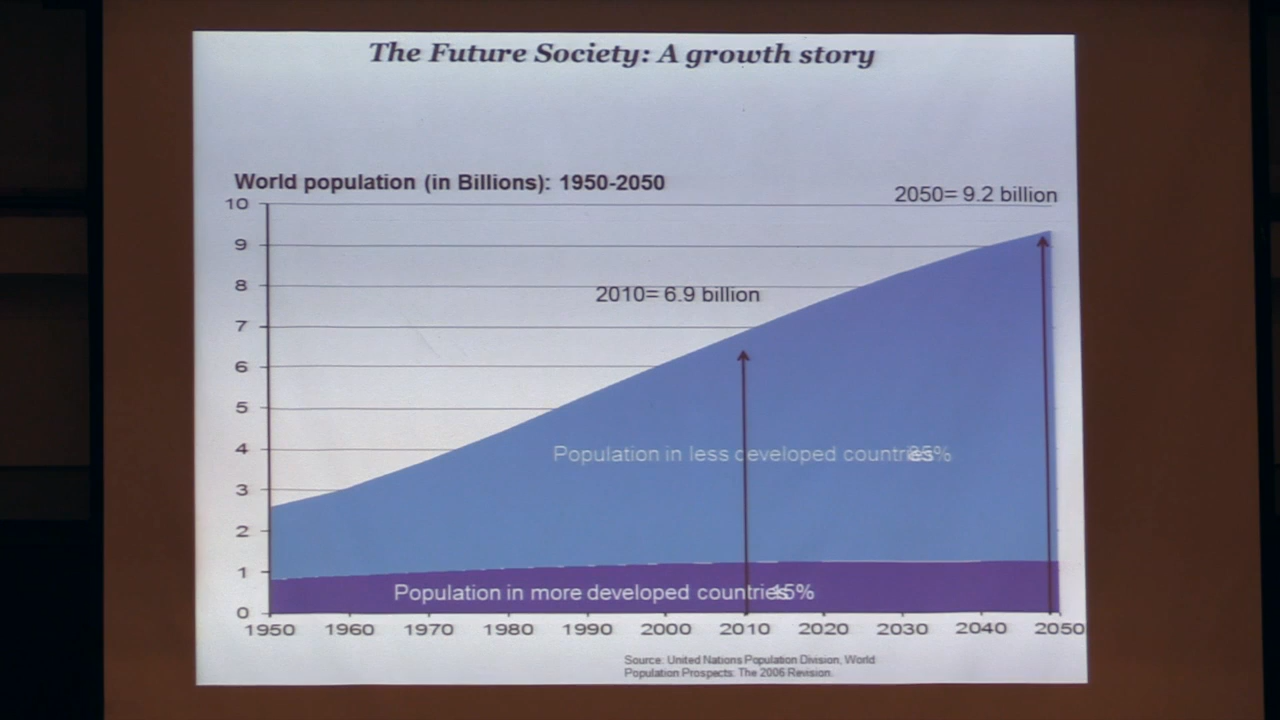 The Future Society: A growth story
World population (in Billions): 1950-2050
2050= 9.2 billion
10
9
8
2010= 6.9 billion
7
6
5
4
Population in less developed countries
3
2
1
Population in more developed countries 15%
0
1950 1960 1970 1980 1990 2000 2010 2020 2030 2040 2050
Source: United Nations Population Division, World
Population Prospects: The 2006 Revision.